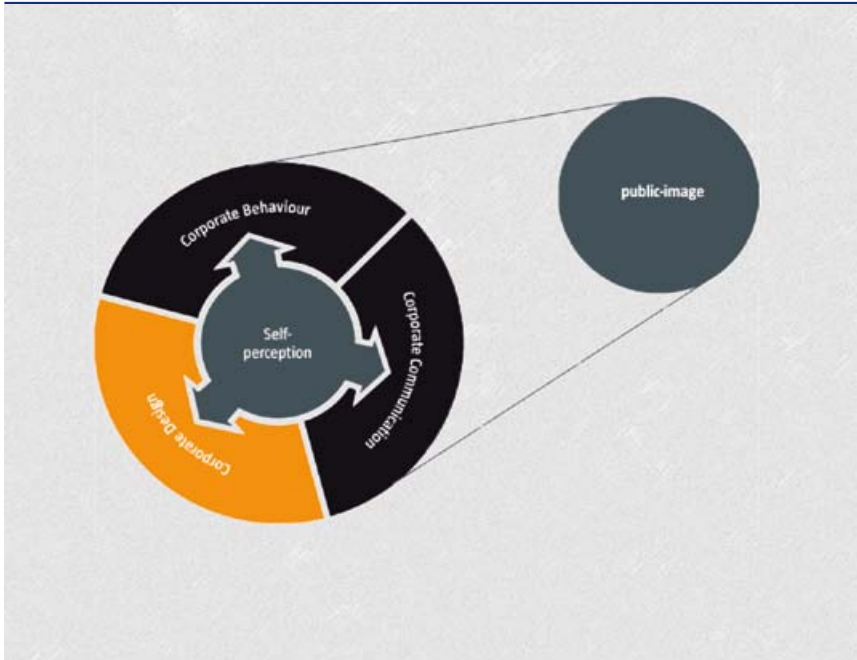 public-image
Corporate Behaviour
Self-
perception
Corporate Communication
Corporate Design